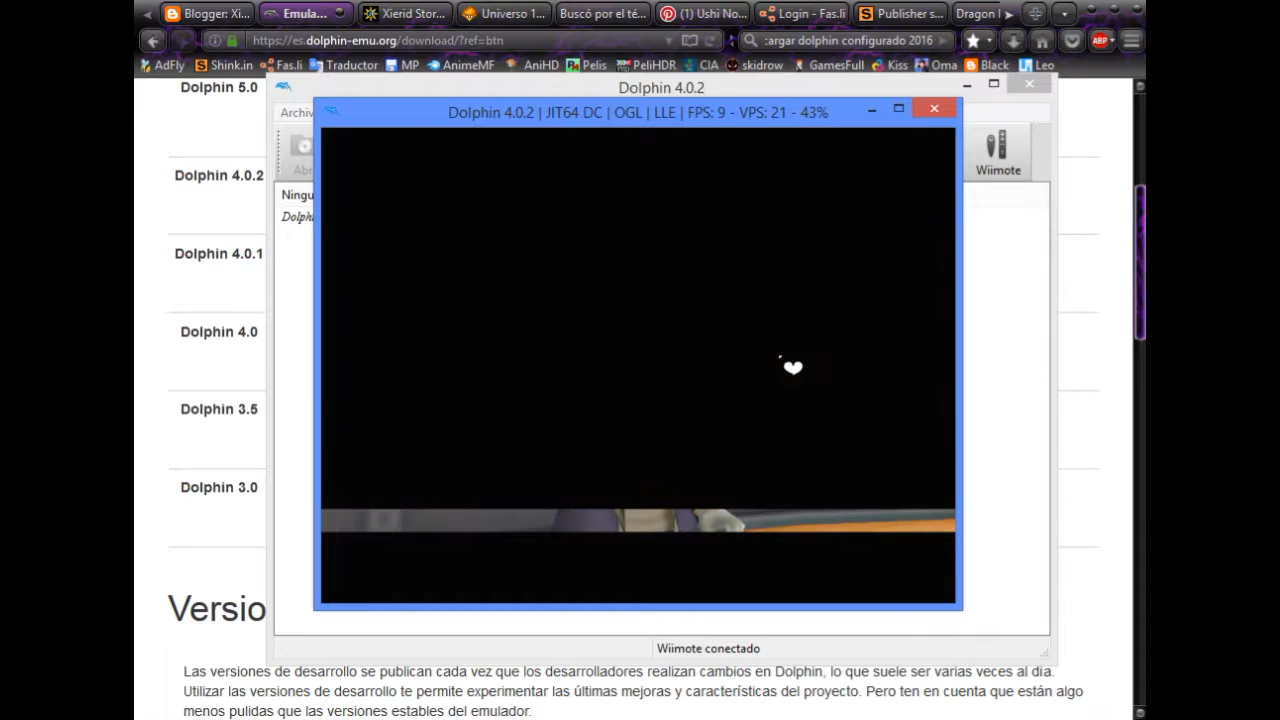 Blogger: Xi...
Emula...
Xierid Stor...
Universo 1...
Buscó por el té...
(1) Ushi No...
Login - Fas.li
Publisher s...
Dragon
https://es.dolphin-emu.org/download/?ref=btn
:argar dolphin configurado 2016
ABP
AdFly
Shink.in
Fas.li
Traductor
MP
AnimeMF
AniHD
Pelis
PeliHDR
CIA
skidrow
GamesFull
Kiss
Oma
Black
Leo
Dolphin 5.0
Dolphin 4.0.2
Dolphin 4.0.2 | JIT64 DC | OGL | LLE | FPS: 9 - VPS: 21 - 43%
Archiv
Abr
Wiimote
Dolphin 4.0.2
Ningu
Dolphi
Dolphin 4.0.1
Dolphin 4.0
Dolphin 3.5
Dolphin 3.0
Versio
Wiimote conectado
Las versiones de desarrollo se publican cada vez que los desarrolladores realizan cambios en Dolphin, lo que suele ser varias veces al día.
Utilizar las versiones de desarrollo te permite experimentar las últimas mejoras y características del proyecto. Pero ten en cuenta que están algo
menos pulidas que las versiones estables del emulador.